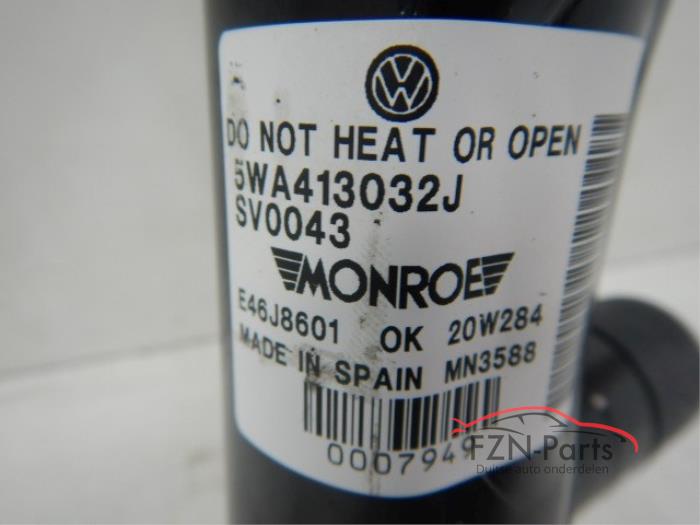 VW
DO NOT HEAT OR OPEN
5WA413032J
SV0043
MONROE
E46J8601 OK 20W284
MADE IN SPAIN MN3588
0007949
FZN-Parts
Duitse auto onderdelen